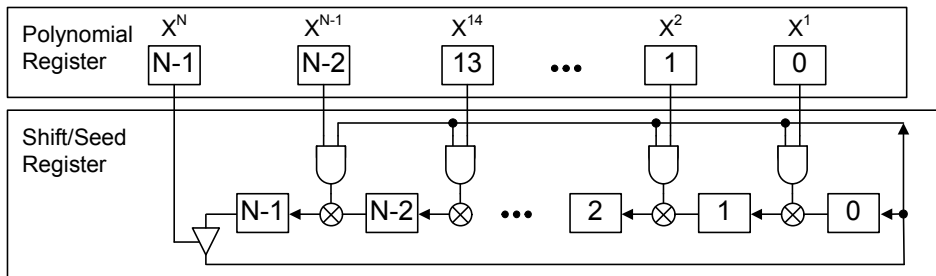 Polynomial
Register
X^N X^N-1 X^14 X^2 X^1
N-1 N-2 13 ••• 1 0
Shift/Seed
Register
N-1 N-2 ••• 2 1 0